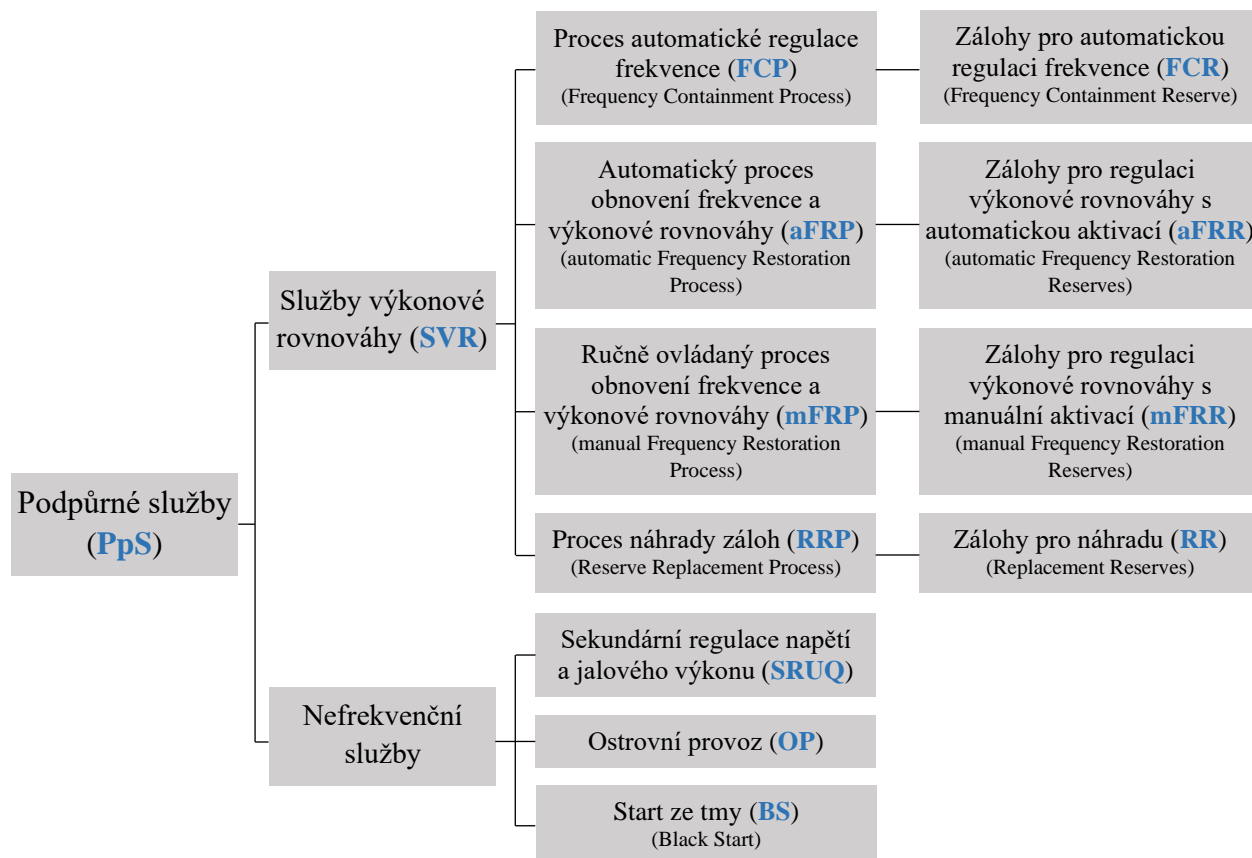 Podpůrné služby
(PpS)
Služby výkonové
rovnováhy (SVR)
Proces automatické regulace
frekvence (FCP)
(Frequency Containment Process)
Zálohy pro automatickou
regulaci frekvence (FCR)
(Frequency Containment Reserve)
Automatický proces
obnovení frekvence a
výkonové rovnováhy (aFRP)
(automatic Frequency Restoration
Process)
Zálohy pro regulaci
výkonové rovnováhy s
automatickou aktivací (aFRR)
(automatic Frequency Restoration
Reserves)
Ručně ovládaný proces
obnovení frekvence a
výkonové rovnováhy (mFRP)
(manual Frequency Restoration
Process)
Zálohy pro regulaci
výkonové rovnováhy s
manuální aktivací (mFRR)
(manual Frequency Restoration
Reserves)
Proces náhrady záloh (RRP)
(Reserve Replacement Process)
Zálohy pro náhradu (RR)
(Replacement Reserves)
Nefrekvenční
služby
Sekundární regulace napětí
a jalového výkonu (SRUQ)
Ostrovní provoz (OP)
Start ze tmy (BS)
(Black Start)